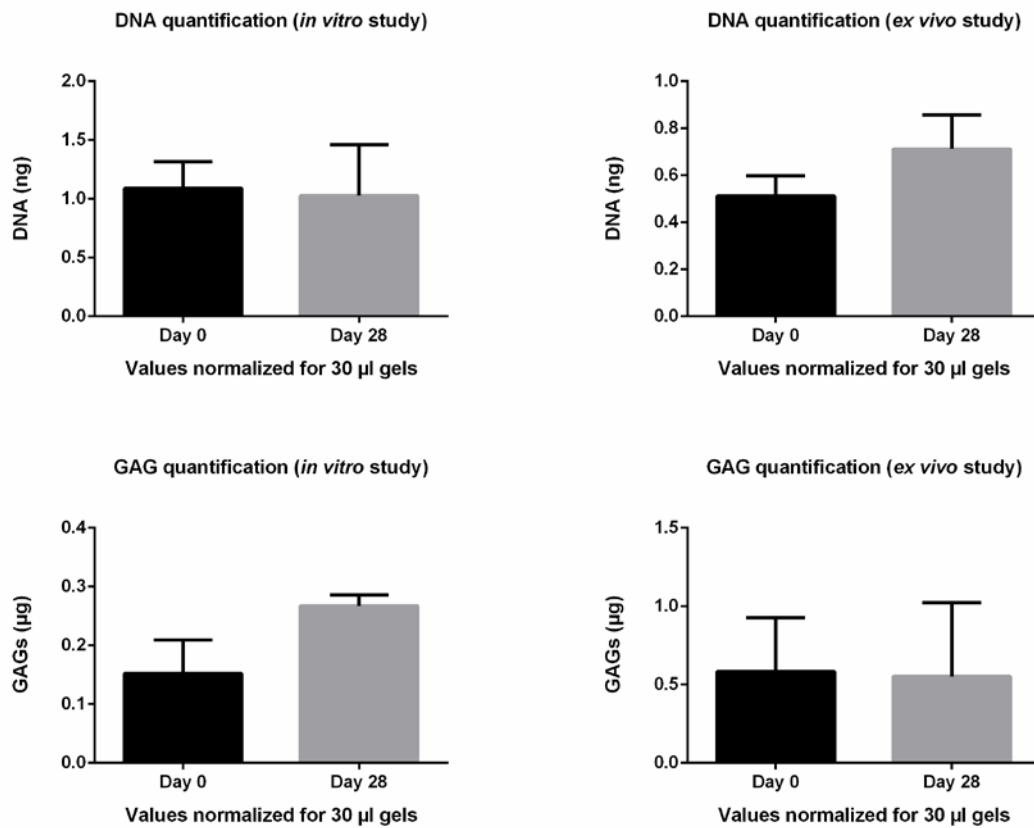 DNA quantification (in vitro study)
DNA (ng)
2.0
1.5
1.0
0.5
0.0
Day 0 Day 28
Values normalized for 30 µl gels
DNA quantification (ex vivo study)
DNA (ng)
1.0
0.8
0.6
0.4
0.2
0.0
Day 0 Day 28
Values normalized for 30 µl gels
GAG quantification (in vitro study)
GAGs (µg)
0.4
0.3
0.2
0.1
0.0
Day 0 Day 28
Values normalized for 30 µl gels
GAG quantification (ex vivo study)
GAGs (µg)
1.5
1.0
0.5
0.0
Day 0 Day 28
Values normalized for 30 µl gels